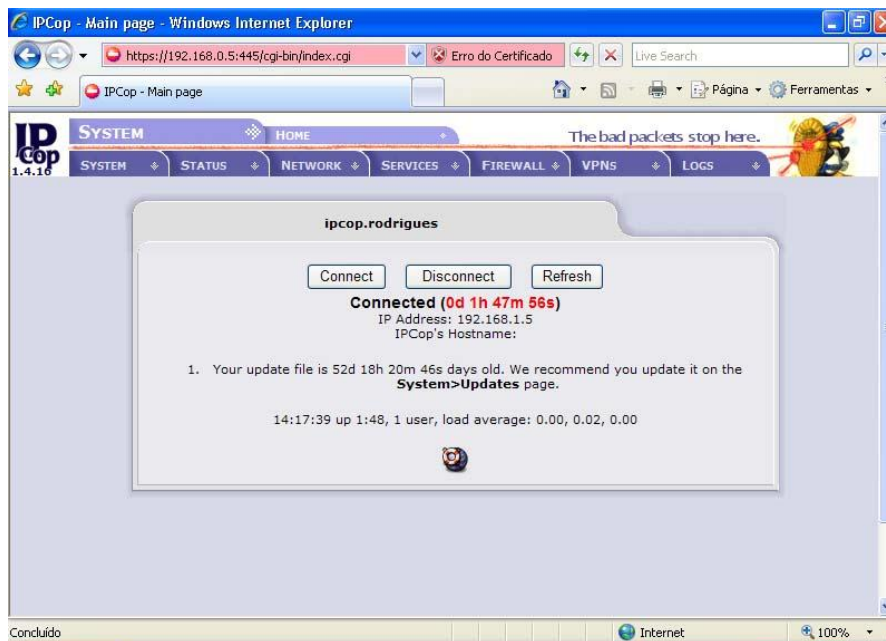 IPCop - Main page - Windows Internet Explorer
https://192.168.0.5:445/cgi-bin/index.cgi
Erro do Certificado
Live Search
IPCop - Main page
Página
Ferramentas
IP
Cop
1.4.16
SYSTEM
HOME
The bad packets stop here.
SYSTEM
STATUS
NETWORK
SERVICES
FIREWALL
VPNS
LOGS
ipcop.rodrigues
Connect
Disconnect
Refresh
Connected (0d 1h 47m 56s)
IP Address: 192.168.1.5
IPCop's Hostname:
1. Your update file is 52d 18h 20m 46s days old. We recommend you update it on the
System>Updates page.
14:17:39 up 1:48, 1 user, load average: 0.00, 0.02, 0.00
Concluído
Internet
100%